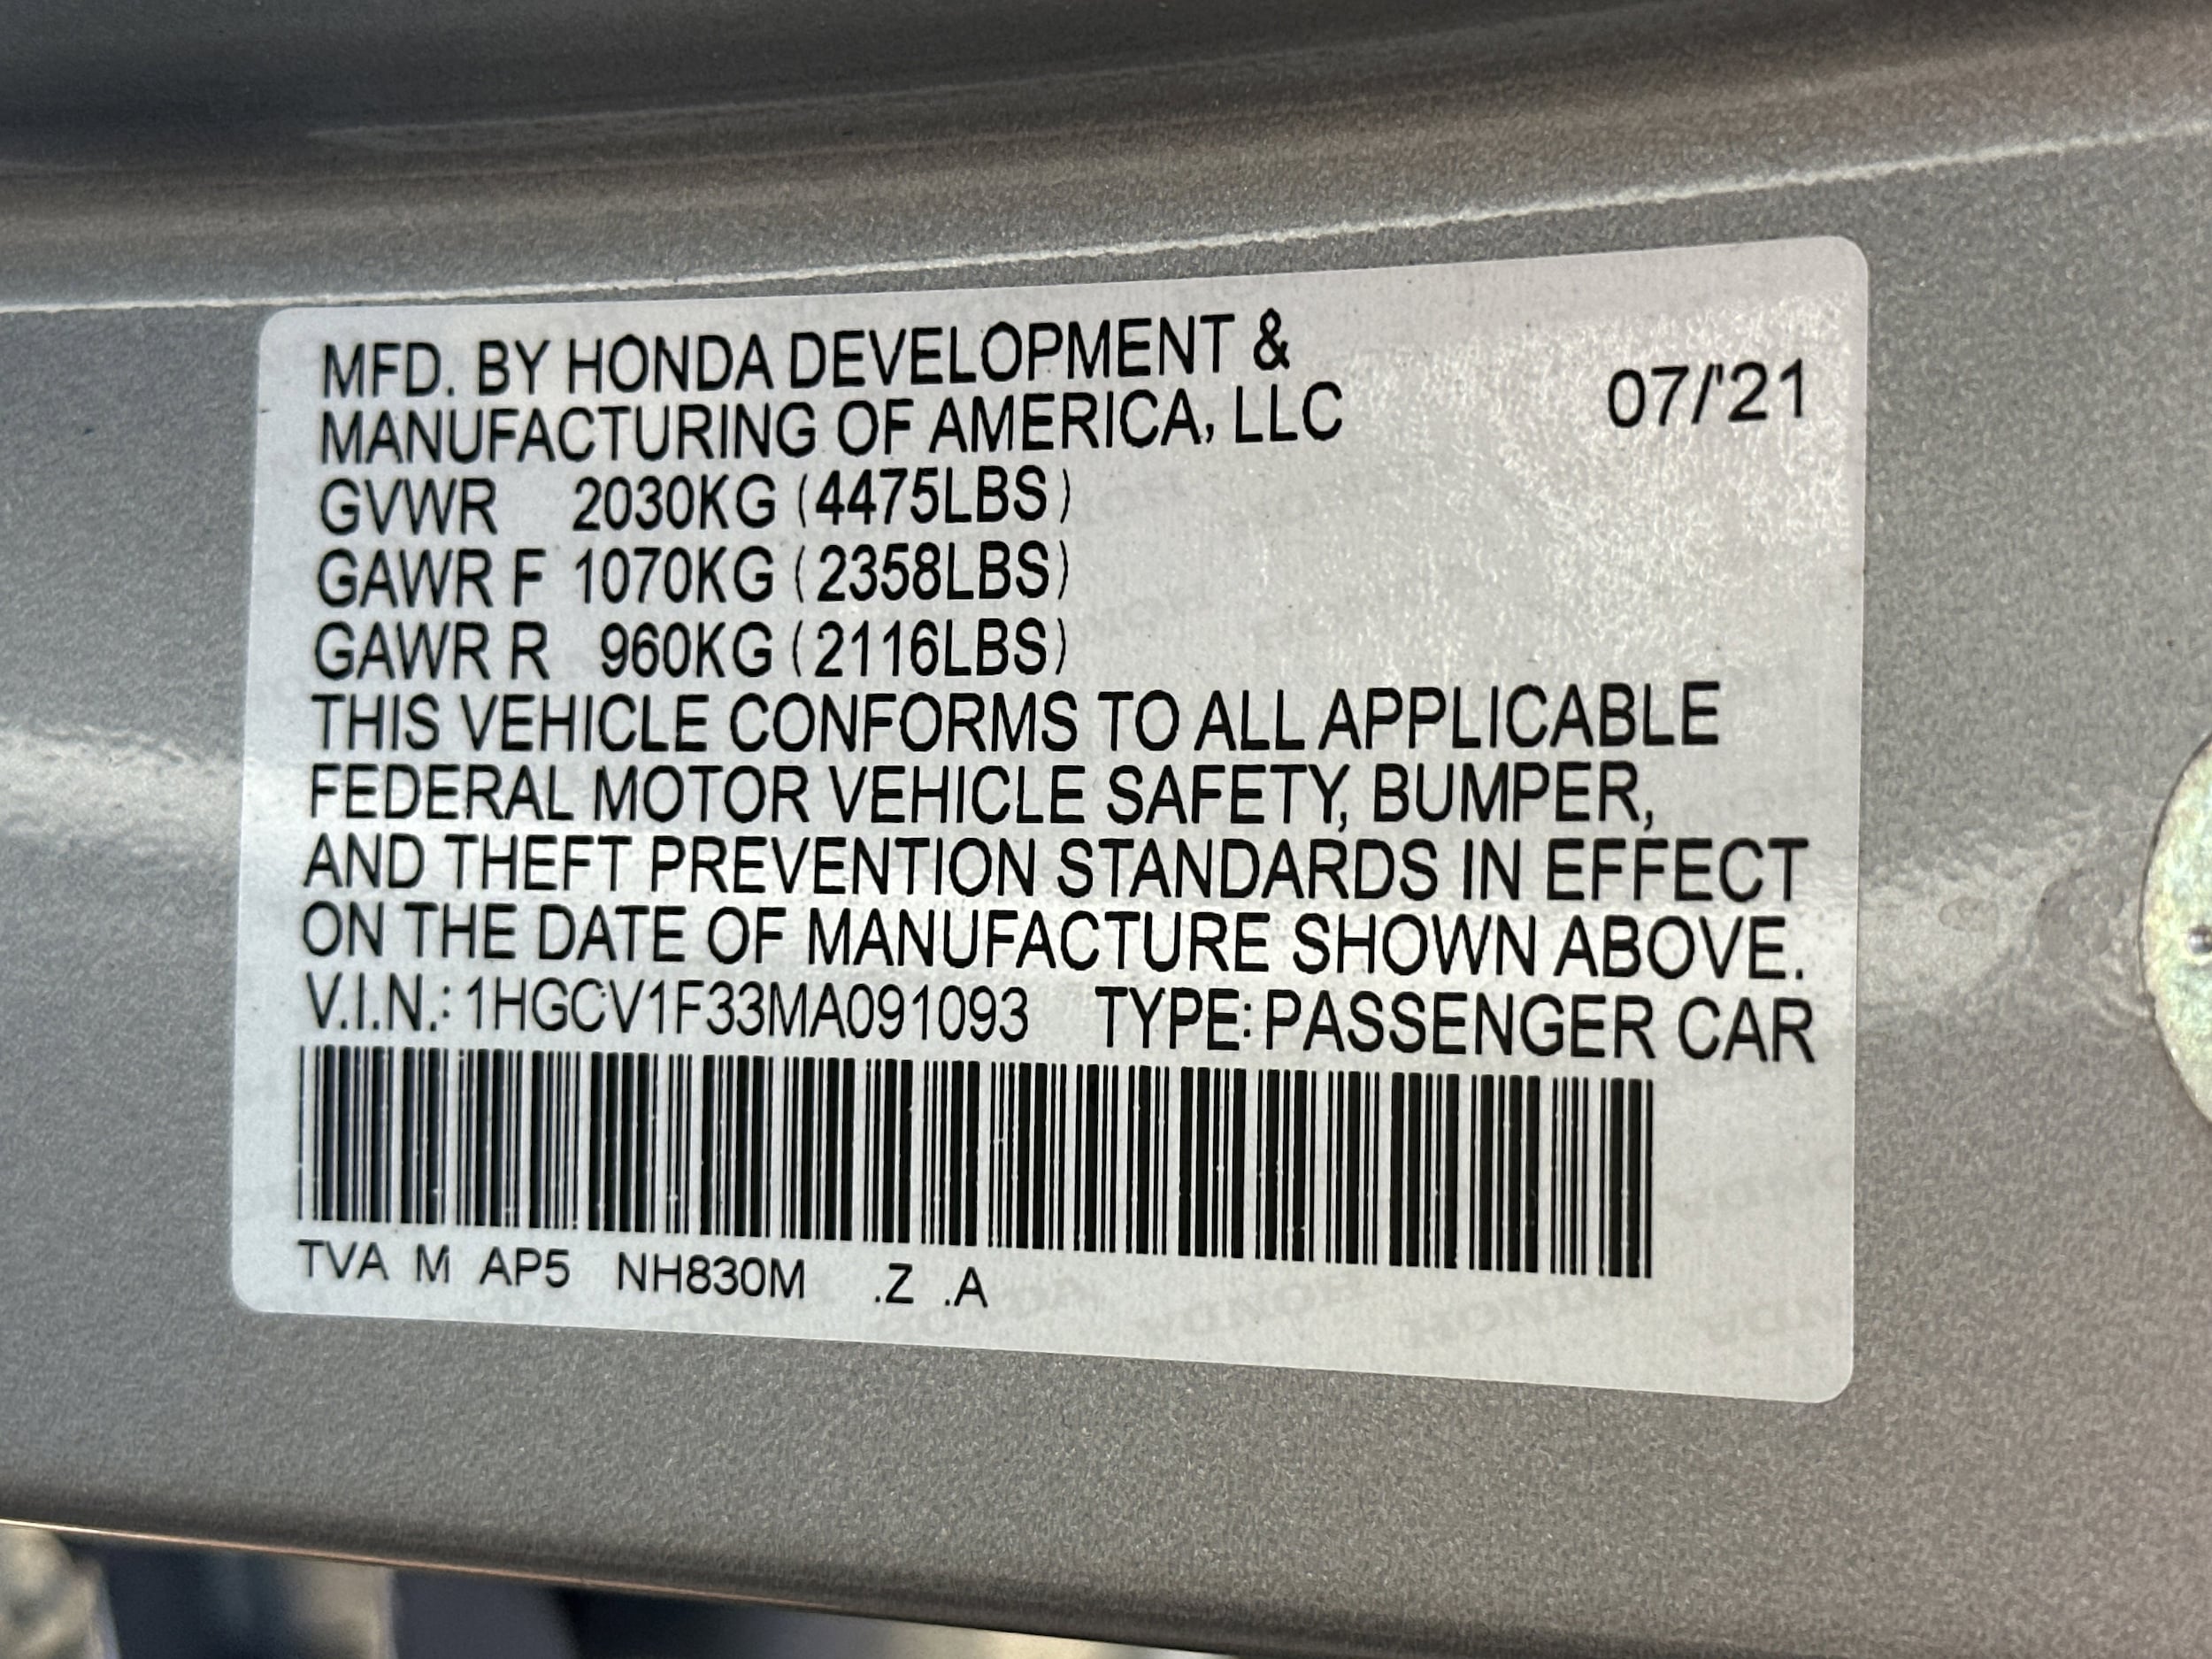 MFD. BY HONDA DEVELOPMENT &
MANUFACTURING OF AMERICA, LLC
07/'21
GVWR 2030KG (4475LBS)
GAWR F 1070KG (2358LBS)
GAWR R 960KG (2116LBS)
THIS VEHICLE CONFORMS TO ALL APPLICABLE
FEDERAL MOTOR VEHICLE SAFETY, BUMPER,
AND THEFT PREVENTION STANDARDS IN EFFECT
ON THE DATE OF MANUFACTURE SHOWN ABOVE.
V.I.N.: 1HGCV1F33MA091093 TYPE: PASSENGER CAR
TVA M AP5 NH830M .Z .A